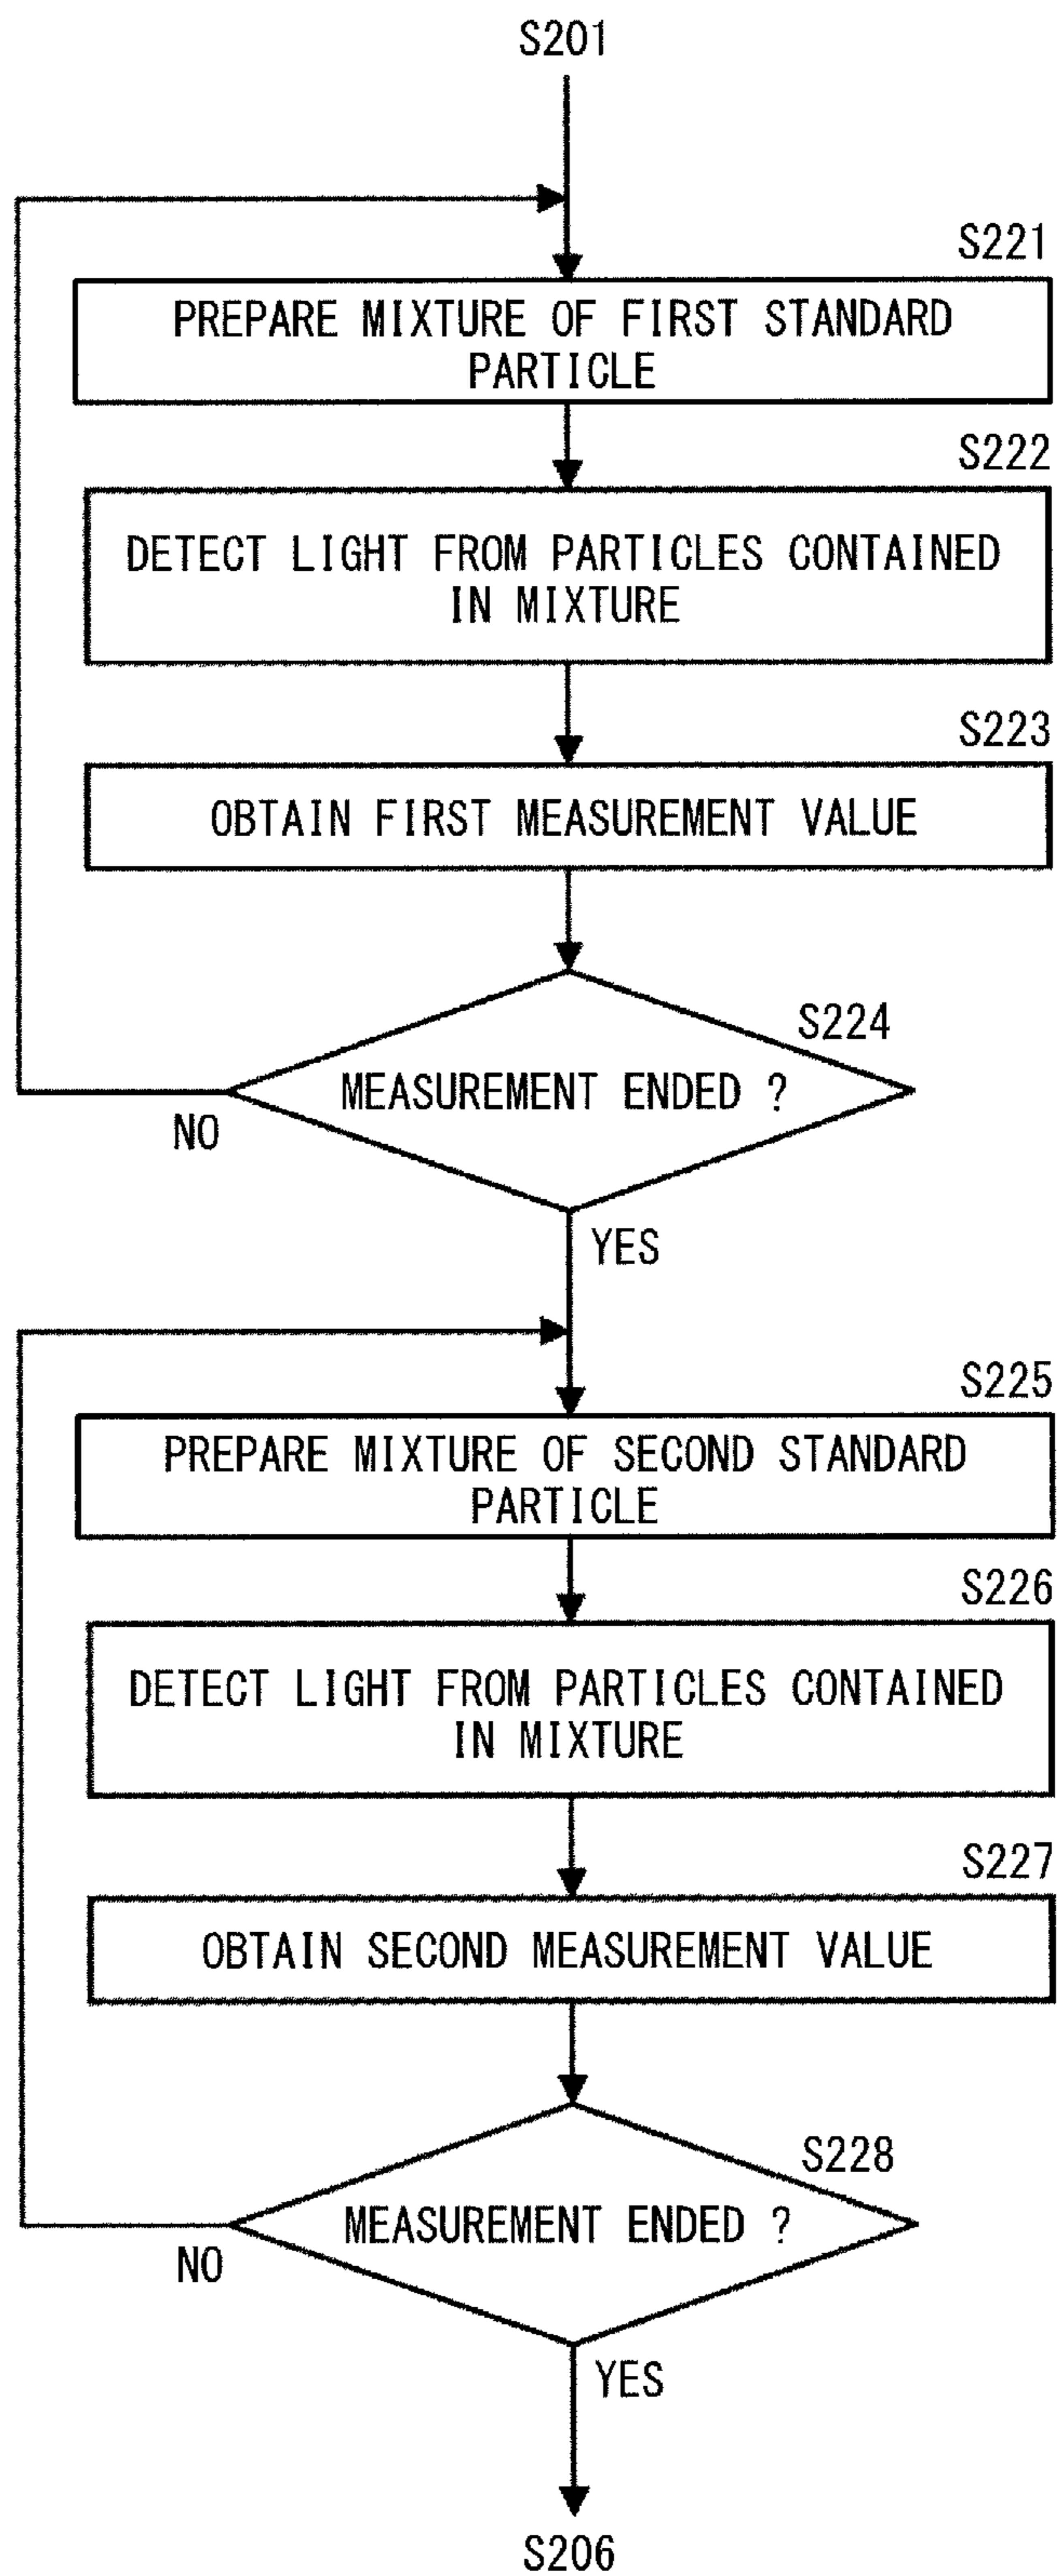 S201
S221
PREPARE MIXTURE OF FIRST STANDARD
PARTICLE
S222
DETECT LIGHT FROM PARTICLES CONTAINED
IN MIXTURE
S223
OBTAIN FIRST MEASUREMENT VALUE
S224
MEASUREMENT ENDED ?
NO
YES
S225
PREPARE MIXTURE OF SECOND STANDARD
PARTICLE
S226
DETECT LIGHT FROM PARTICLES CONTAINED
IN MIXTURE
S227
OBTAIN SECOND MEASUREMENT VALUE
S228
MEASUREMENT ENDED ?
NO
YES
S206